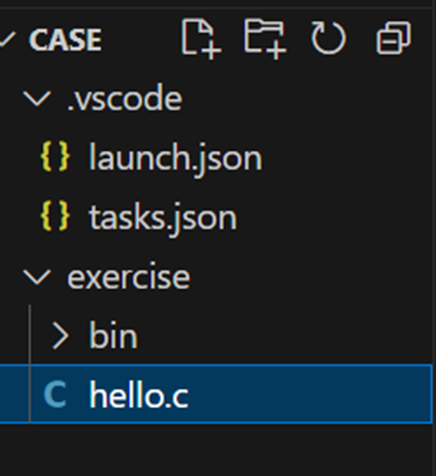 CASE
.vscode
{} launch.json
{} tasks.json
exercise
bin
C hello.c